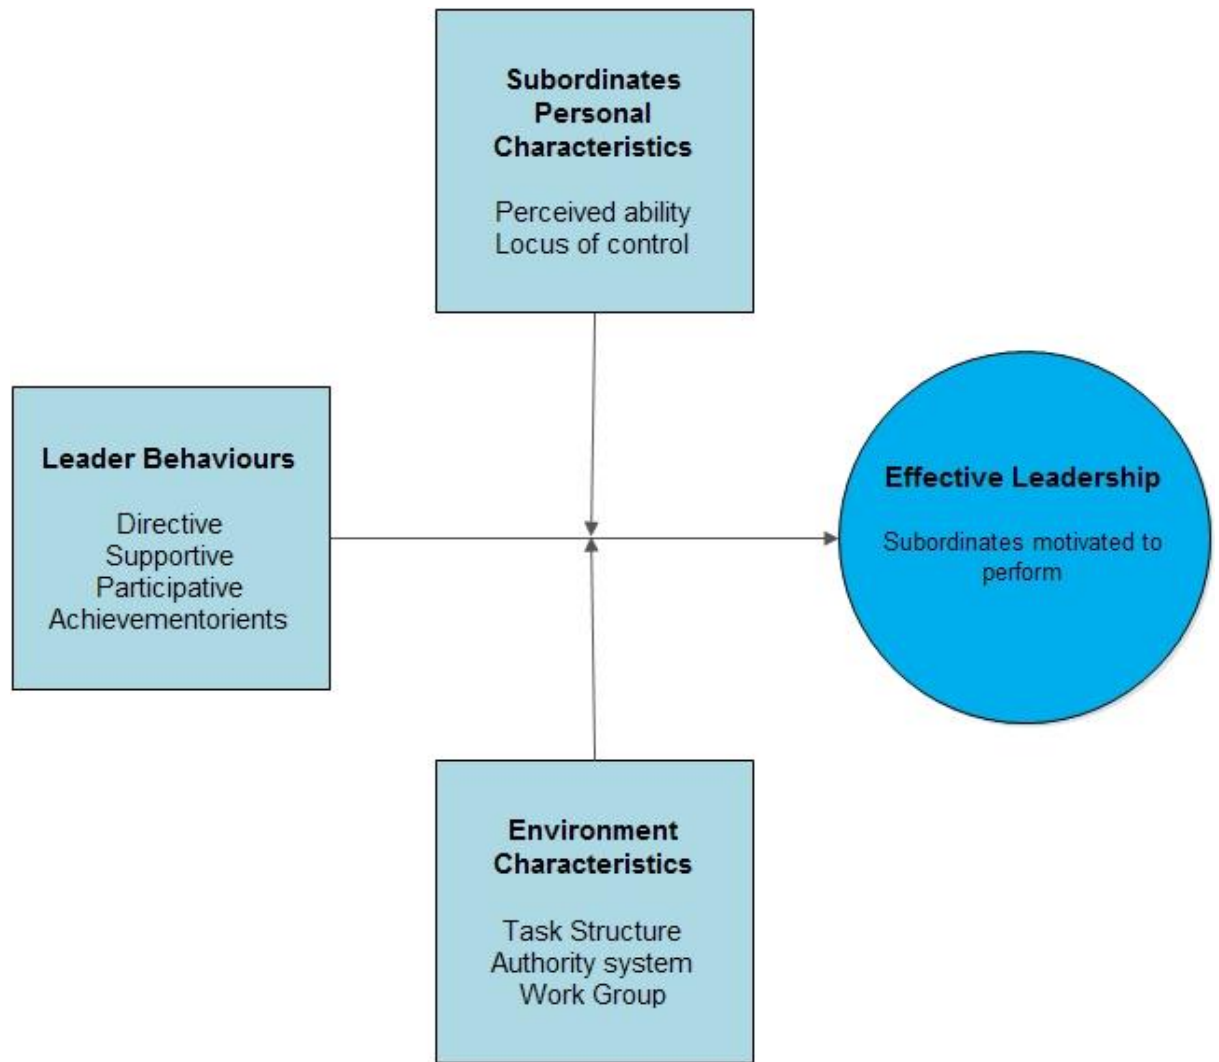 Subordinates
Personal
Characteristics
Perceived ability
Locus of control
Leader Behaviours
Directive
Supportive
Participative
Achievementorients
Effective Leadership
Subordinates motivated to
perform
Environment
Characteristics
Task Structure
Authority system
Work Group